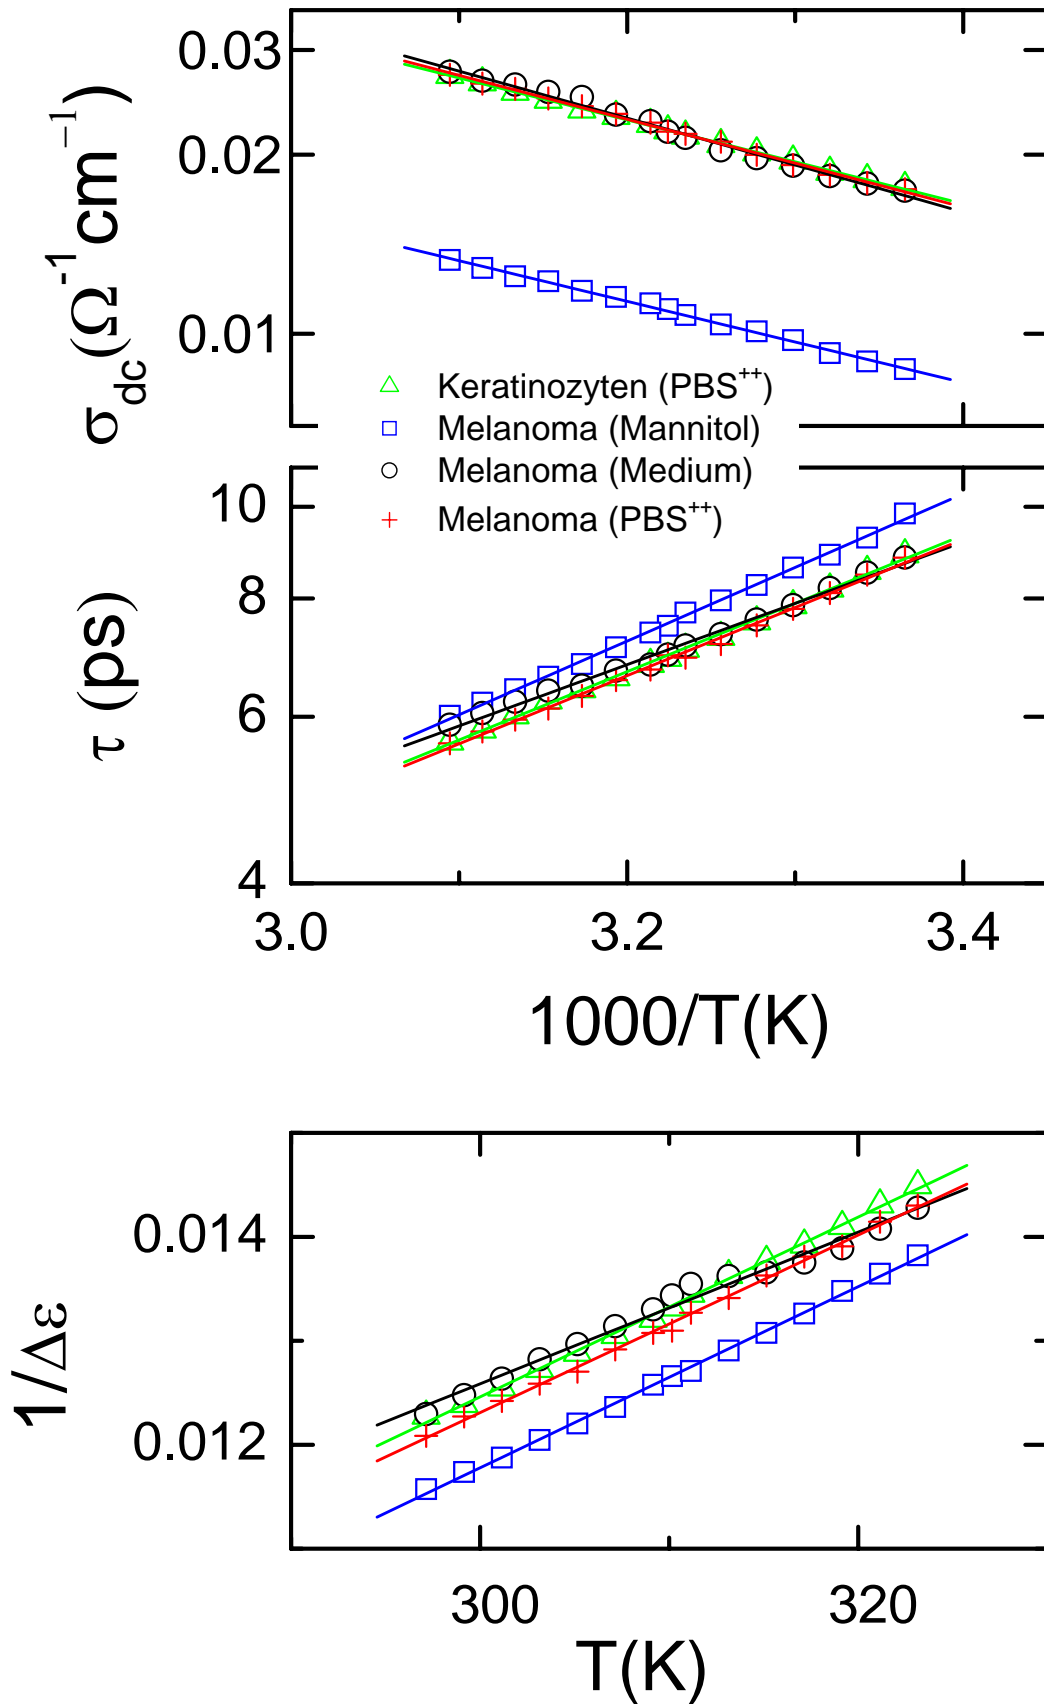 σdc(Ω⁻¹cm⁻¹)
0.03
0.02
0.01
Keratinozyten (PBS⁺⁺)
Melanoma (Mannitol)
Melanoma (Medium)
Melanoma (PBS⁺⁺)
τ (ps)
10
8
6
4
3.0 3.2 3.4
1000/T(K)
1/Δε
0.014
0.012
300 320
T(K)